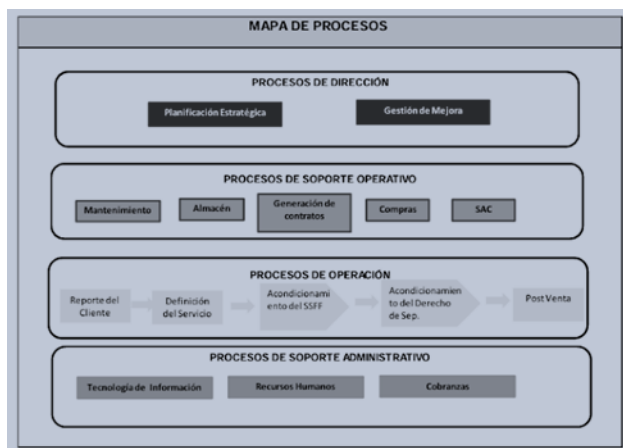 MAPA DE PROCESOS
PROCESOS DE DIRECCIÓN
Planificación Estratégica
Gestión de Mejora
PROCESOS DE SOPORTE OPERATIVO
Mantenimiento
Almacén
Generación de
contratos
Compras
SAC
PROCESOS DE OPERACIÓN
Reporte del
Cliente
Definición
del Servicio
Acondicionami
ento del SSFF
Acondicionamien
to del Derecho
de Sep.
Post Venta
PROCESOS DE SOPORTE ADMINISTRATIVO
Tecnología de Información
Recursos Humanos
Cobranzas